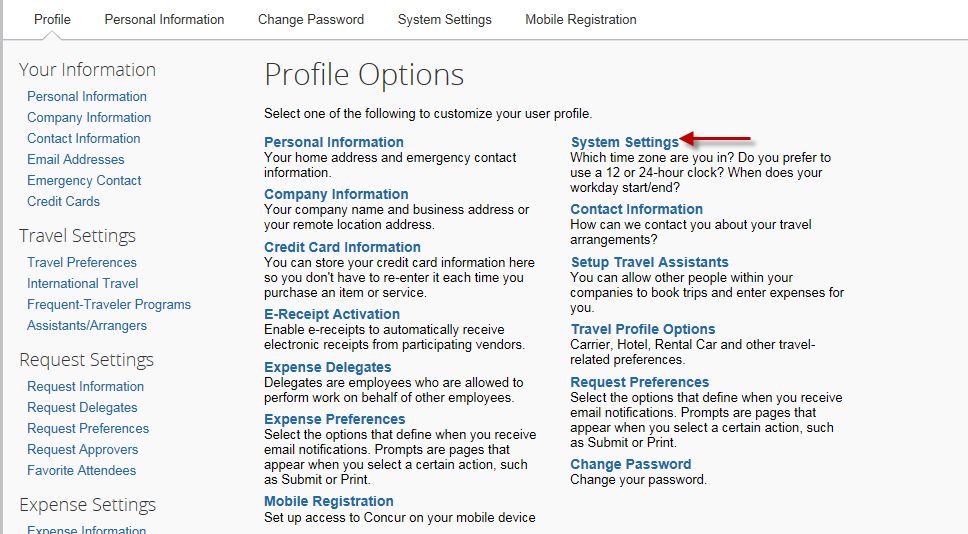 Profile Personal Information Change Password System Settings Mobile Registration
Your Information
Personal Information
Company Information
Contact Information
Email Addresses
Emergency Contact
Credit Cards
Travel Settings
Travel Preferences
International Travel
Frequent-Traveler Programs
Assistants/Arrangers
Request Settings
Request Information
Request Delegates
Request Preferences
Request Approvers
Favorite Attendees
Expense Settings
Expense Information
Profile Options
Select one of the following to customize your user profile.
Personal Information
Your home address and emergency contact
information.
Company Information
Your company name and business address or
your remote location address.
Credit Card Information
You can store your credit card information here
so you don't have to re-enter it each time you
purchase an item or service.
E-Receipt Activation
Enable e-receipts to automatically receive
electronic receipts from participating vendors.
Expense Delegates
Delegates are employees who are allowed to
perform work on behalf of other employees.
Expense Preferences
Select the options that define when you receive
email notifications. Prompts are pages that
appear when you select a certain action, such
as Submit or Print.
Mobile Registration
Set up access to Concur on your mobile device
System Settings
Which time zone are you in? Do you prefer to
use a 12 or 24-hour clock? When does your
workday start/end?
Contact Information
How can we contact you about your travel
arrangements?
Setup Travel Assistants
You can allow other people within your
companies to book trips and enter expenses for
you.
Travel Profile Options
Carrier, Hotel, Rental Car and other travel-
related preferences.
Request Preferences
Select the options that define when you receive
email notifications. Prompts are pages that
appear when you select a certain action, such
as Submit or Print.
Change Password
Change your password.